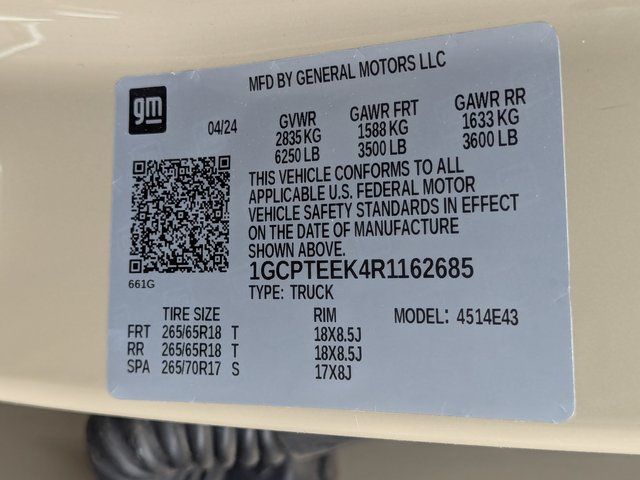 MFD BY GENERAL MOTORS LLC
gm
04/24
GVWR GAWR FRT GAWR RR
2835 KG 1588 KG 1633 KG
6250 LB 3500 LB 3600 LB
THIS VEHICLE CONFORMS TO ALL
APPLICABLE U.S. FEDERAL MOTOR
VEHICLE SAFETY STANDARDS IN EFFECT
ON THE DATE OF MANUFACTURE
SHOWN ABOVE.
661G
1GCPTEEK4R1162685
TYPE: TRUCK
TIRE SIZE RIM MODEL: 4514E43
FRT 265/65R18 T 18X8.5J
RR 265/65R18 T 18X8.5J
SPA 265/70R17 S 17X8J